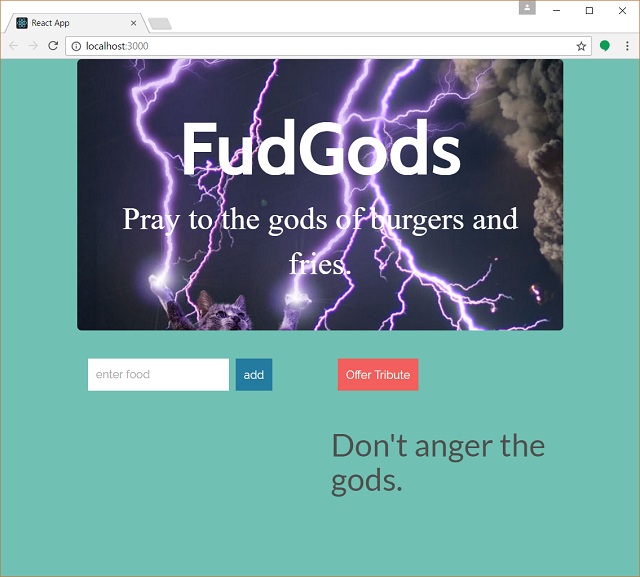 React App
localhost:3000
FudGods
Pray to the gods of burgers and
fries.
enter food
add
Offer Tribute
Don't anger the
gods.